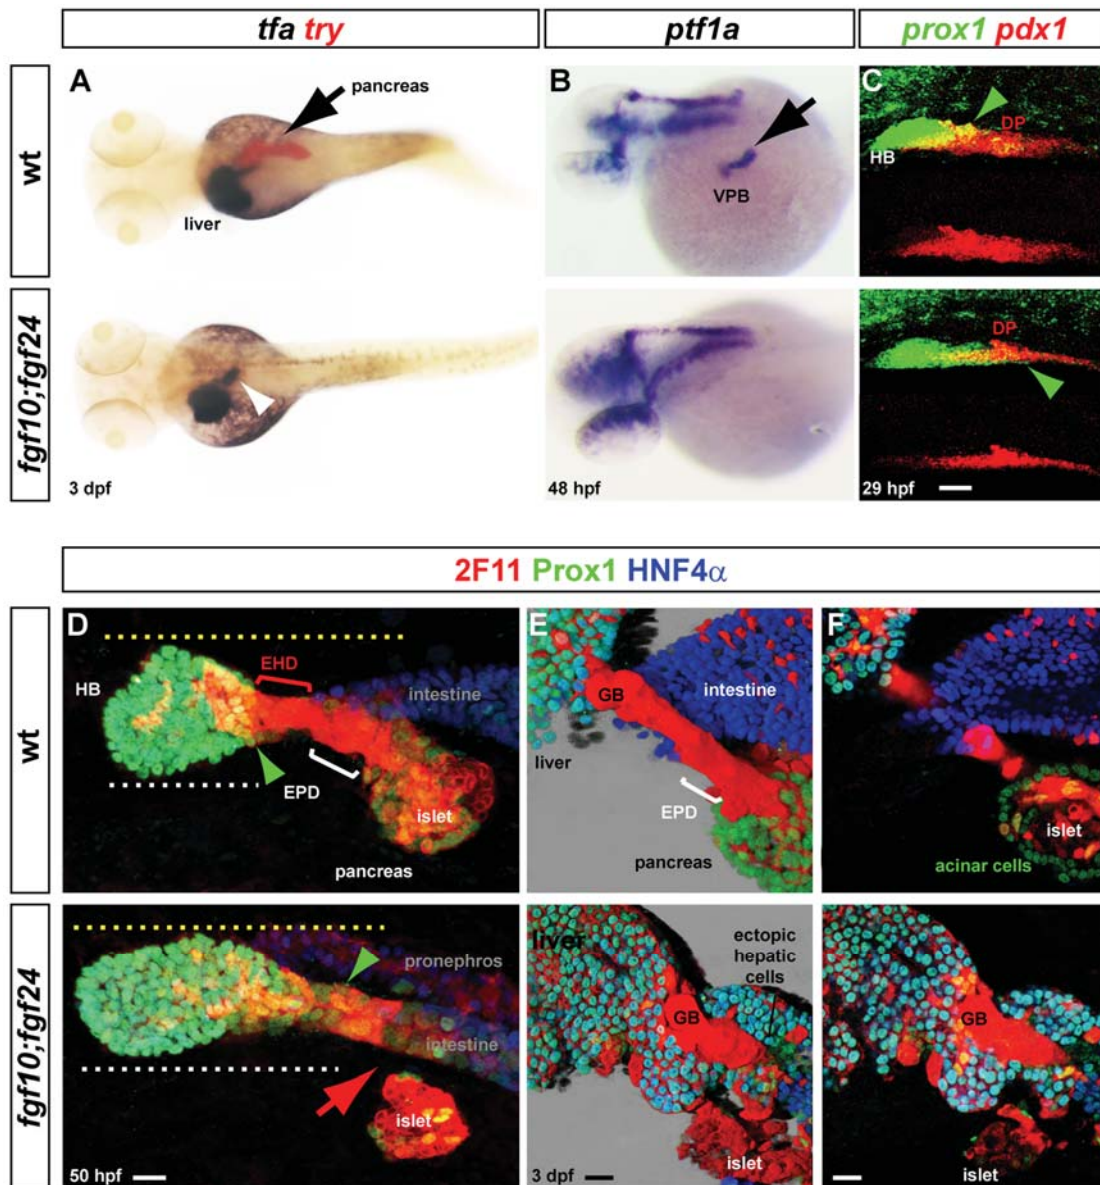 tfa try
ptf1a
prox1 pdx1
wt
A
pancreas
liver
B
VPB
C
DP
HB
fgf10;fgf24
3 dpf
48 hpf
DP
29 hpf
2F11 Prox1 HNF4α
wt
D
HB
EHD
intestine
EPD
islet
pancreas
E
GB
intestine
liver
EPD
pancreas
F
islet
acinar cells
fgf10;fgf24
pronephros
intestine
islet
50 hpf
liver
ectopic
hepatic
cells
GB
islet
3 dpf
GB
islet